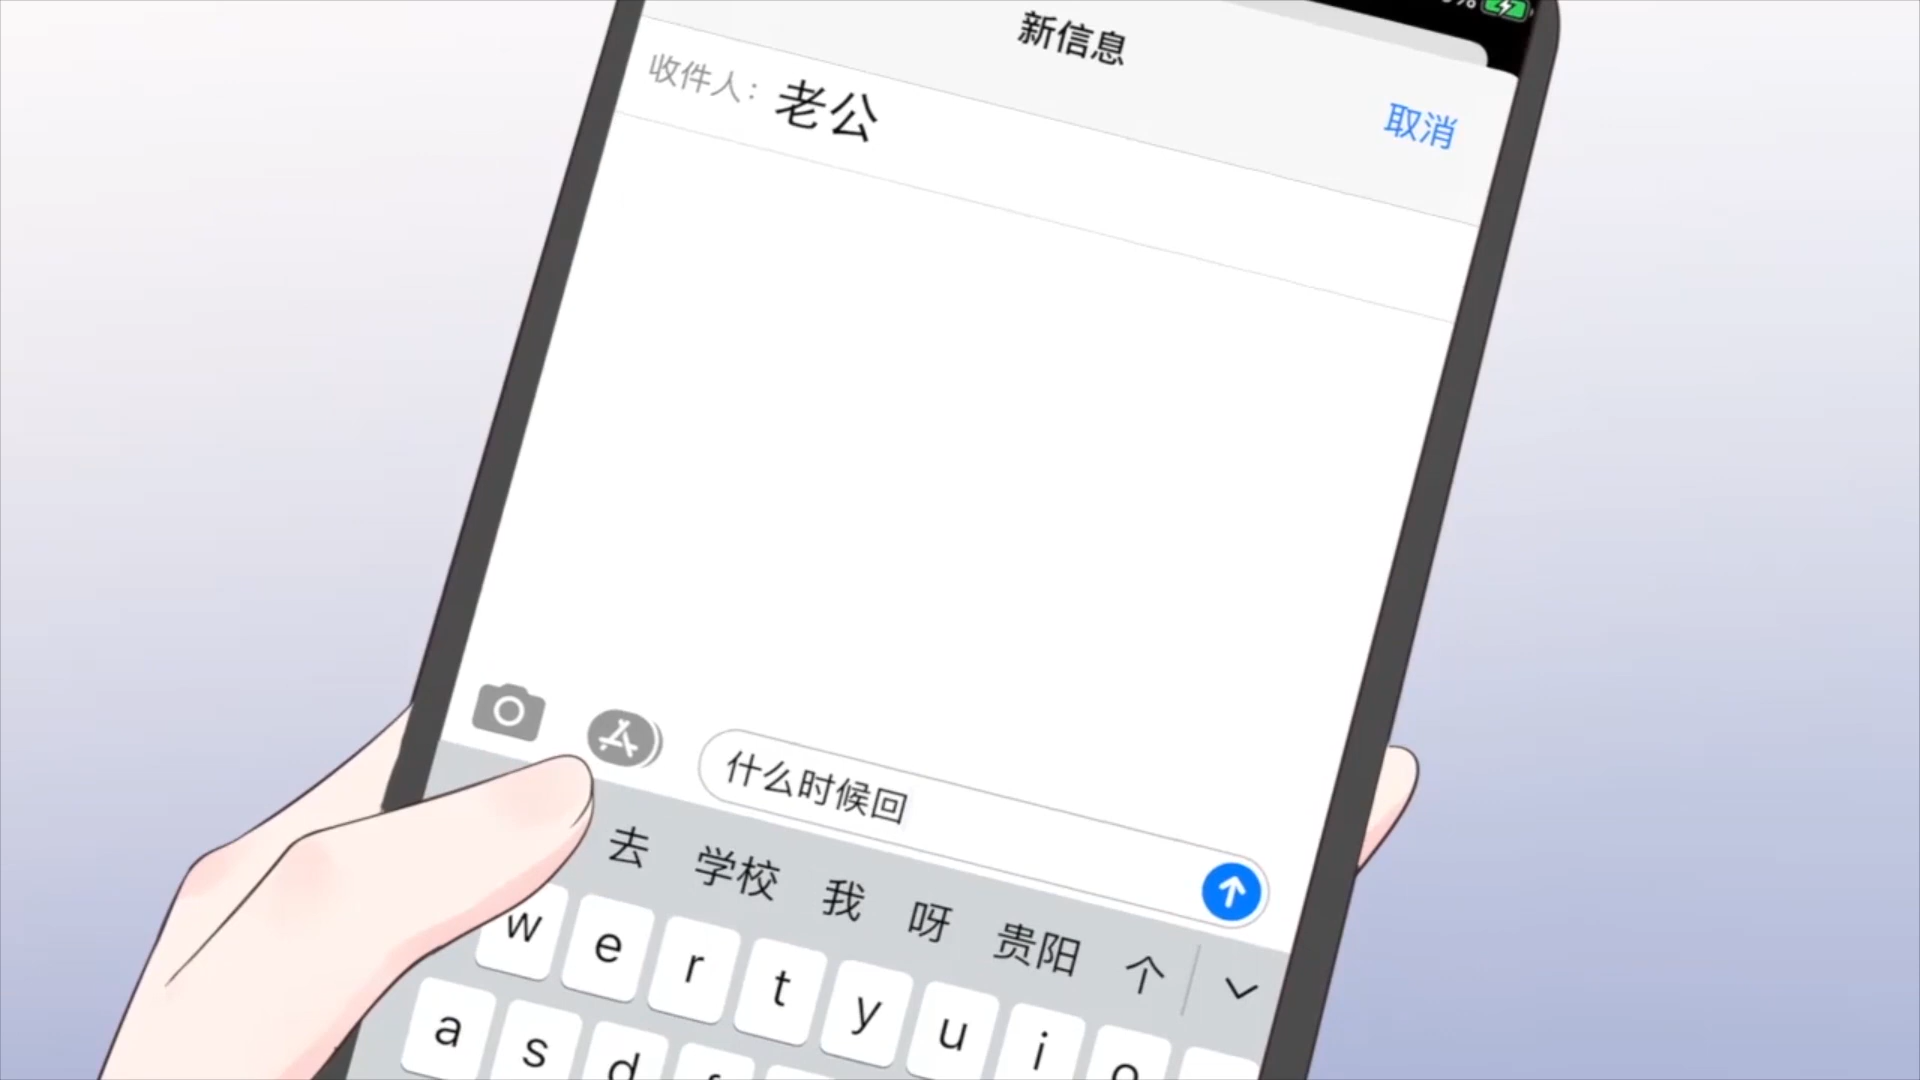 新信息
取消
收件人：老公
什么时候回
去 学校 我 呀 贵阳 个
w e r t y u i o
a s d f